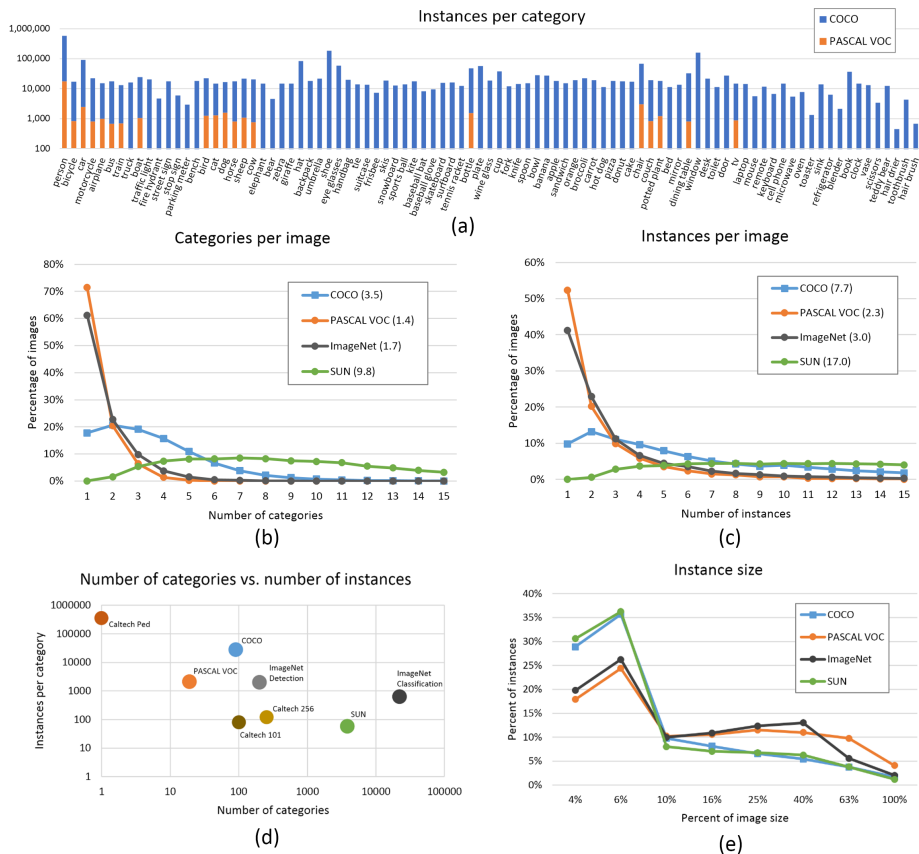 Instances per category
1,000,000
100,000
10,000
1,000
100
COCO
PASCAL VOC
person
bicycle
car
motorcycle
airplane
bus
train
truck
boat
traffic light
fire hydrant
street sign
stop sign
parking meter
bench
bird
cat
dog
horse
sheep
cow
elephant
bear
zebra
giraffe
hat
backpack
umbrella
shoe
eye glasses
handbag
tie
suitcase
frisbee
skis
snowboard
sports ball
kite
baseball bat
baseball glove
skateboard
surfboard
tennis racket
bottle
plate
wine glass
cup
fork
knife
spoon
bowl
banana
apple
sandwich
orange
broccoli
carrot
hot dog
pizza
donut
cake
chair
couch
potted plant
bed
mirror
dining table
window
desk
toilet
door
tv
laptop
mouse
remote
keyboard
cell phone
microwave
oven
toaster
sink
refrigerator
blender
book
clock
vase
scissors
teddy bear
hair drier
toothbrush
hair brush
(a)
Categories per image
80%
70%
60%
50%
40%
30%
20%
10%
0%
Percentage of images
COCO (3.5)
PASCAL VOC (1.4)
ImageNet (1.7)
SUN (9.8)
1 2 3 4 5 6 7 8 9 10 11 12 13 14 15
Number of categories
(b)
Instances per image
60%
50%
40%
30%
20%
10%
0%
Percentage of images
COCO (7.7)
PASCAL VOC (2.3)
ImageNet (3.0)
SUN (17.0)
1 2 3 4 5 6 7 8 9 10 11 12 13 14 15
Number of instances
(c)
Number of categories vs. number of instances
1000000
100000
10000
1000
100
10
1
Instances per category
Caltech Ped
COCO
PASCAL VOC
ImageNet
Detection
ImageNet
Classification
Caltech 256
Caltech 101
SUN
1 10 100 1000 10000 100000
Number of categories
(d)
Instance size
40%
35%
30%
25%
20%
15%
10%
5%
0%
Percent of instances
COCO
PASCAL VOC
ImageNet
SUN
4% 6% 10% 16% 25% 40% 63% 100%
Percent of image size
(e)